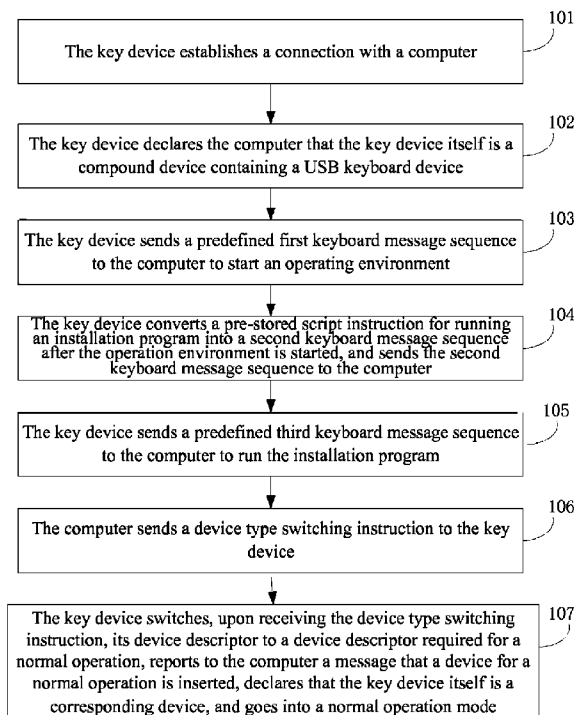 101
The key device establishes a connection with a computer
102
The key device declares the computer that the key device itself is a
compound device containing a USB keyboard device
103
The key device sends a predefined first keyboard message sequence
to the computer to start an operating environment
104
The key device converts a pre-stored script instruction for running
an installation program into a second keyboard message sequence
after the operation environment is started, and sends the second
keyboard message sequence to the computer
105
The key device sends a predefined third keyboard message sequence
to the computer to run the installation program
106
The computer sends a device type switching instruction to the key
device
107
The key device switches, upon receiving the device type switching
instruction, its device descriptor to a device descriptor required for a
normal operation, reports to the computer a message that a device for a
normal operation is inserted, declares that the key device itself is a
corresponding device, and goes into a normal operation mode